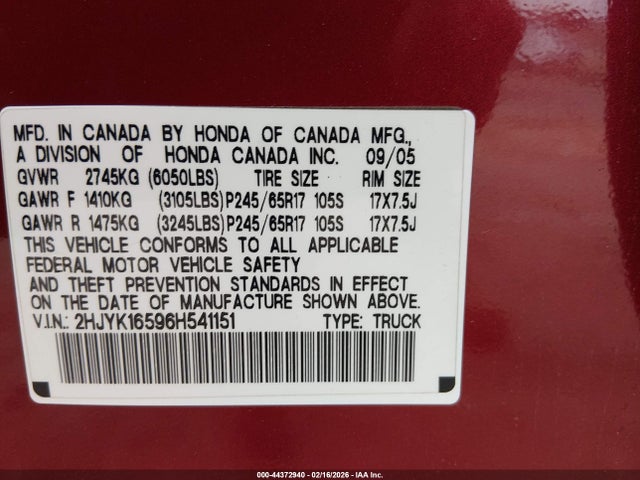 MFD. IN CANADA BY HONDA OF CANADA MFG.,
A DIVISION OF HONDA CANADA INC. 09/05
GVWR 2745KG (6050LBS) TIRE SIZE RIM SIZE
GAWR F 1410KG (3105LBS)P245/65R17 105S 17X7.5J
GAWR R 1475KG (3245LBS)P245/65R17 105S 17X7.5J
THIS VEHICLE CONFORMS TO ALL APPLICABLE
FEDERAL MOTOR VEHICLE SAFETY
AND THEFT PREVENTION STANDARDS IN EFFECT
ON THE DATE OF MANUFACTURE SHOWN ABOVE.
V.I.N.: 2HJYK16596H541151 TYPE: TRUCK
000-44372940 - 02/16/2026 - IAA Inc.